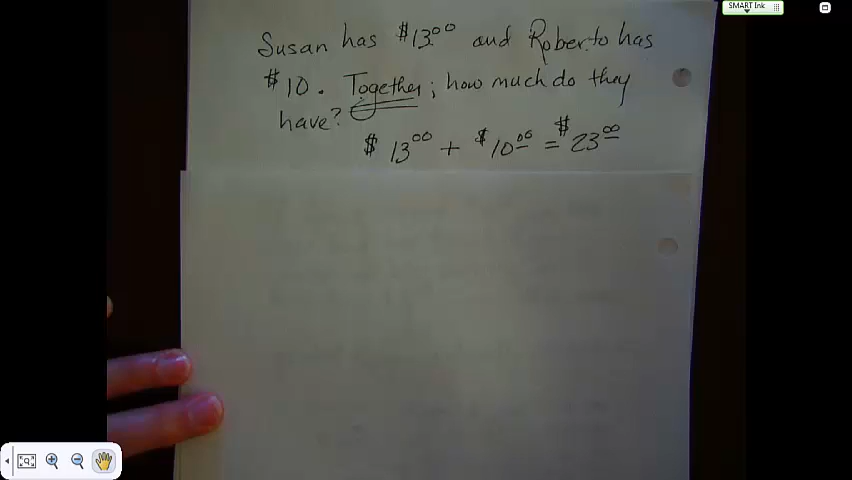 SMART Ink
Susan has $13.00 and Roberto has
$10. Together; how much do they
have?
$13.00 + $10.00 = $23.00